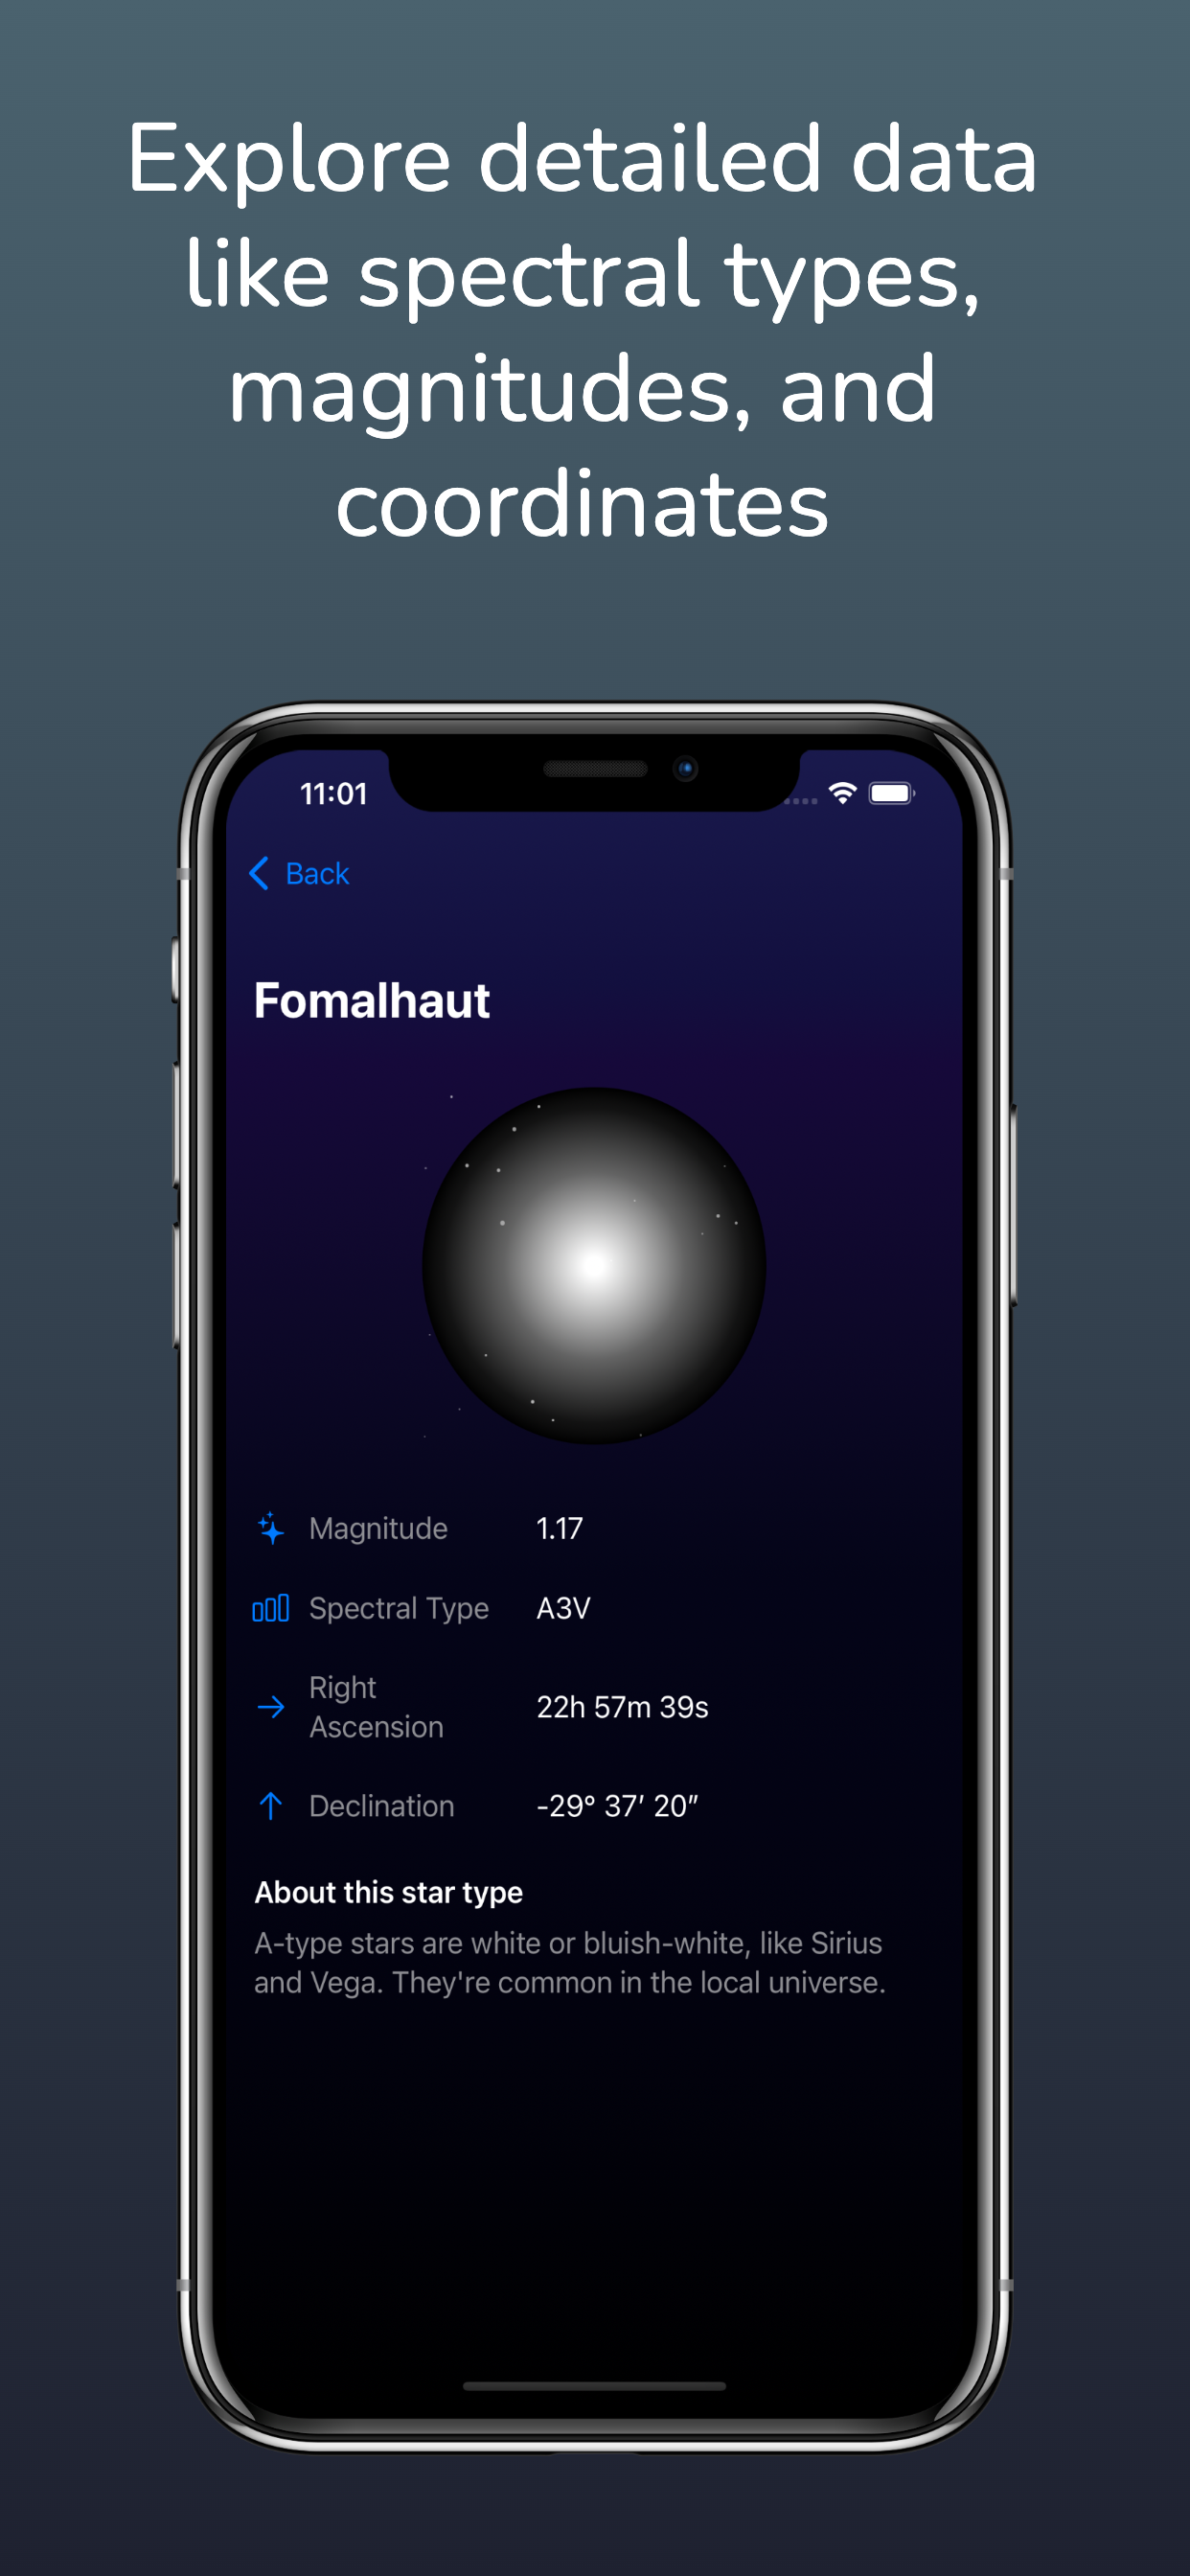 Explore detailed data
like spectral types,
magnitudes, and
coordinates
11:01
Back
Fomalhaut
Magnitude 1.17
Spectral Type A3V
Right
Ascension 22h 57m 39s
Declination -29° 37′ 20″
About this star type
A-type stars are white or bluish-white, like Sirius
and Vega. They're common in the local universe.